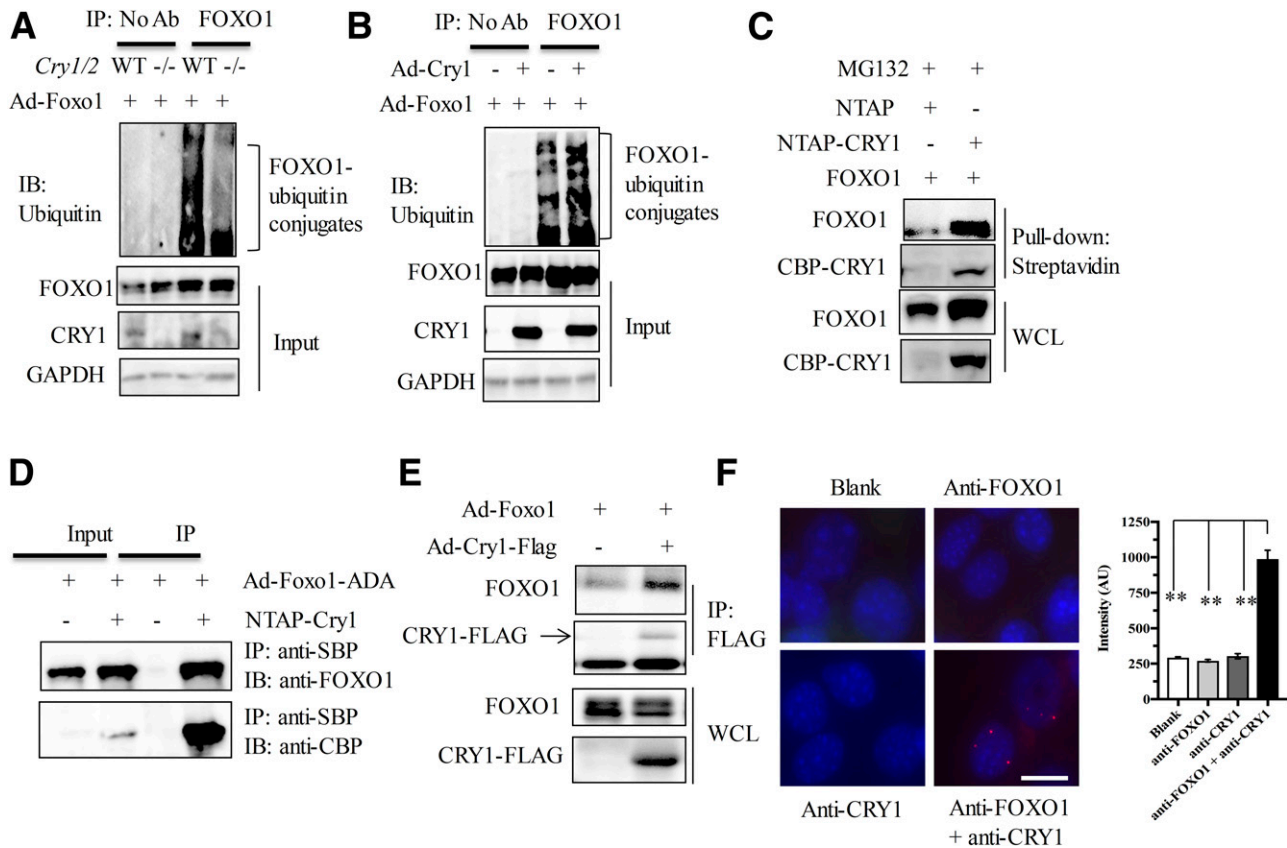 A
IP: No Ab FOXO1
Cry1/2 WT -/- WT -/-
Ad-Foxo1 + + + +
IB:
Ubiquitin
FOXO1-
ubiquitin
conjugates
FOXO1
CRY1
GAPDH
Input
B
IP: No Ab FOXO1
Ad-Cry1 - + - +
Ad-Foxo1 + + + +
IB:
Ubiquitin
FOXO1-
ubiquitin
conjugates
FOXO1
CRY1
GAPDH
Input
C
MG132 + +
NTAP + -
NTAP-CRY1 - +
FOXO1 + +
FOXO1
CBP-CRY1
Pull-down:
Streptavidin
FOXO1
CBP-CRY1
WCL
D
Input IP
+ + + + Ad-Foxo1-ADA
- + - + NTAP-Cry1
IP: anti-SBP
IB: anti-FOXO1
IP: anti-SBP
IB: anti-CBP
E
Ad-Foxo1 + +
Ad-Cry1-Flag - +
FOXO1
CRY1-FLAG
IP:
FLAG
FOXO1
CRY1-FLAG
WCL
F
Blank Anti-FOXO1
Anti-CRY1 Anti-FOXO1
+ anti-CRY1
Intensity (AU)
1250
1000
750
500
250
0
** ** **
Blank
anti-FOXO1
anti-CRY1
anti-FOXO1 + anti-CRY1